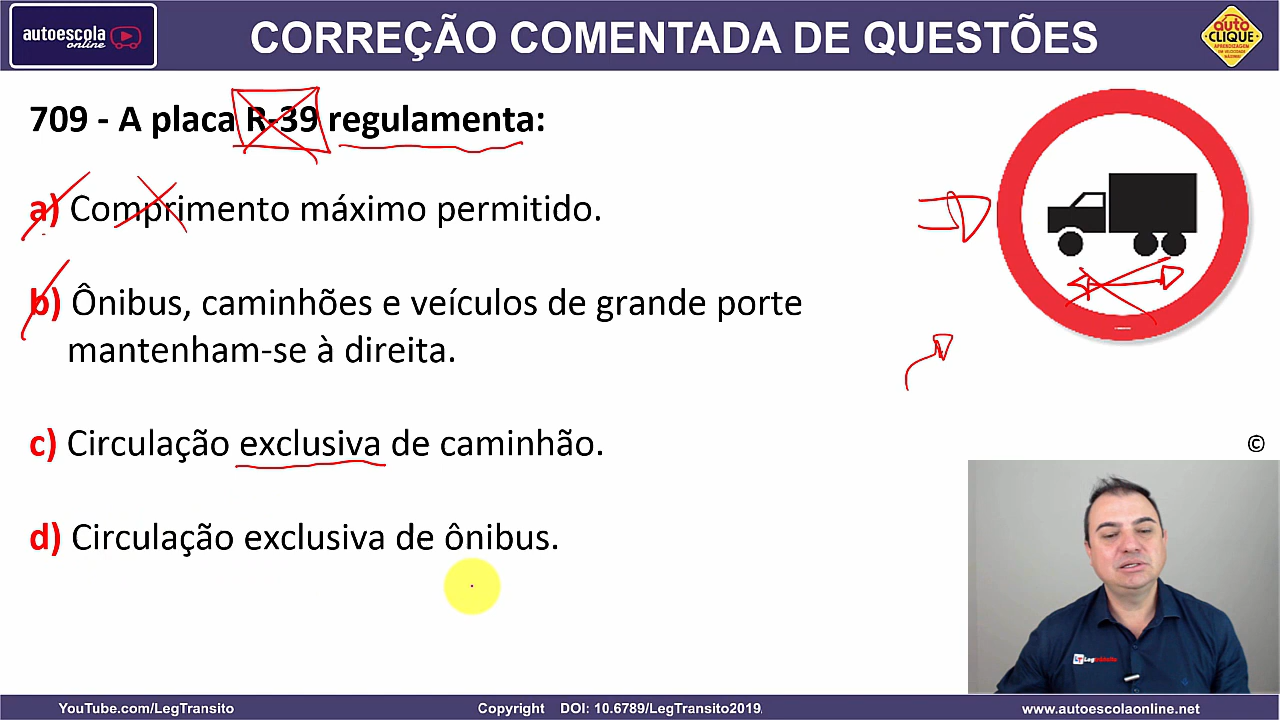 autoescola
online
CORREÇÃO COMENTADA DE QUESTÕES
auto
CLIQUE
709 - A placa R-39 regulamenta:
a) Comprimento máximo permitido.
b) Ônibus, caminhões e veículos de grande porte
mantenham-se à direita.
c) Circulação exclusiva de caminhão.
©
d) Circulação exclusiva de ônibus.
LT Legtrânsito
YouTube.com/LegTransito
Copyright DOI: 10.6789/LegTransito2019
www.autoescolaonline.net